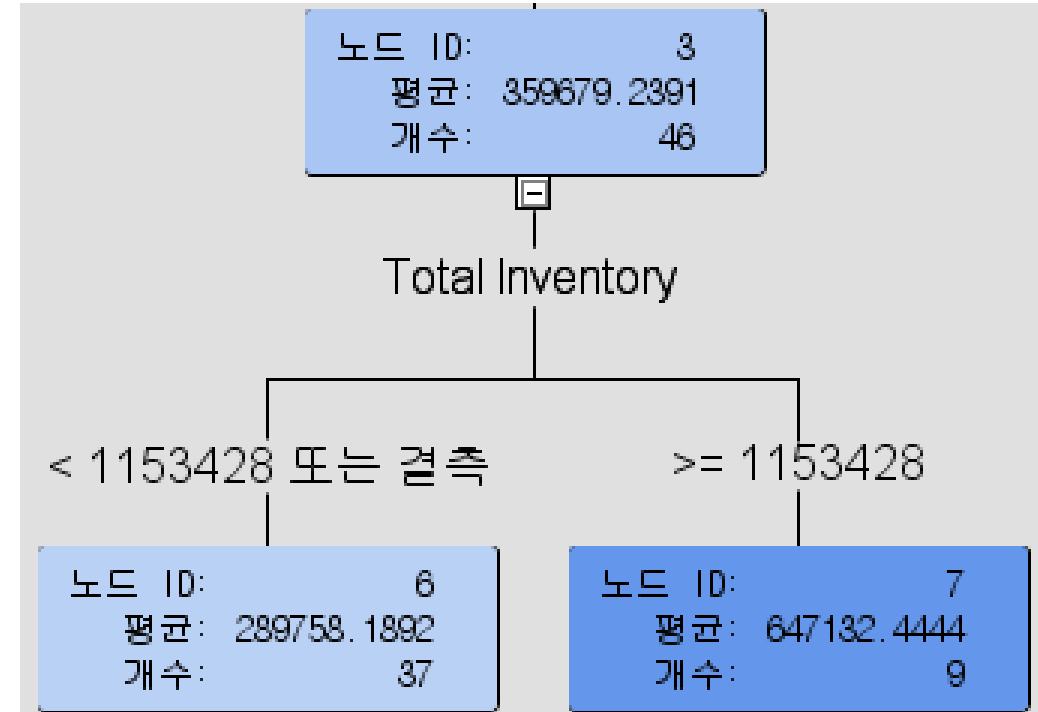 노드 ID: 3
평균: 359679.2391
개수: 46
Total Inventory
< 1153428 또는 결측
>= 1153428
노드 ID: 6
평균: 289758.1892
개수: 37
노드 ID: 7
평균: 647132.4444
개수: 9